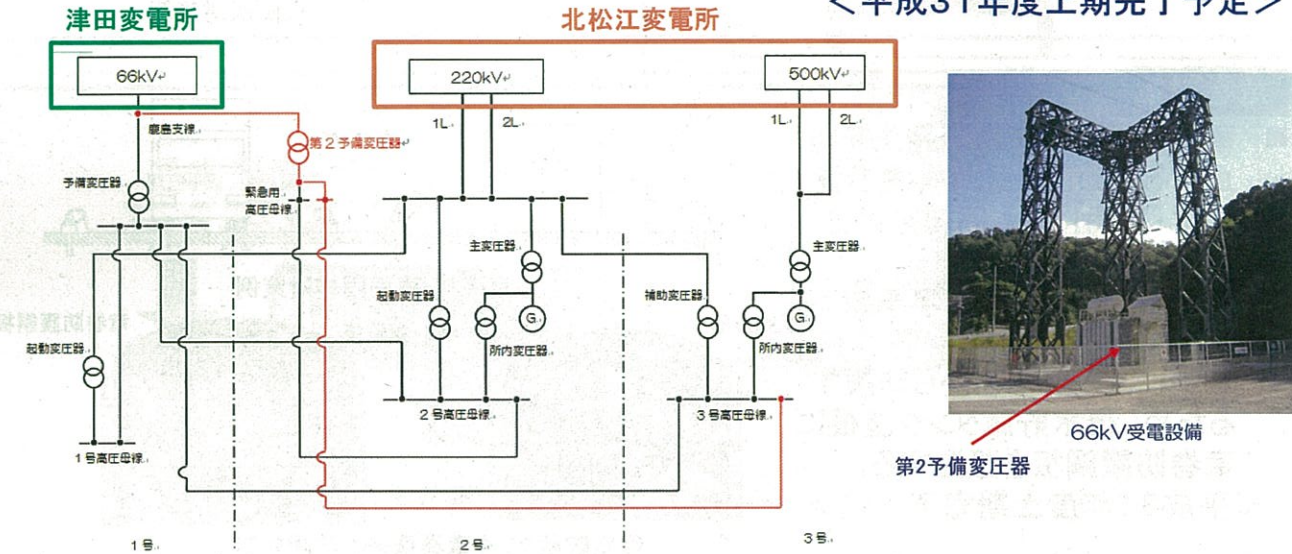 <平成31年度上期完了予定>
津田変電所
北松江変電所
66kV
220kV
500kV
鹿島支線
1L
2L
1L
2L
第2予備変圧器
予備変圧器
緊急用
高圧母線
主変圧器
主変圧器
起動変圧器
補助変圧器
G
G
起動変圧器
所内変圧器
所内変圧器
2号高圧母線
3号高圧母線
1号高圧母線
66kV受電設備
第2予備変圧器
1号
2号
3号